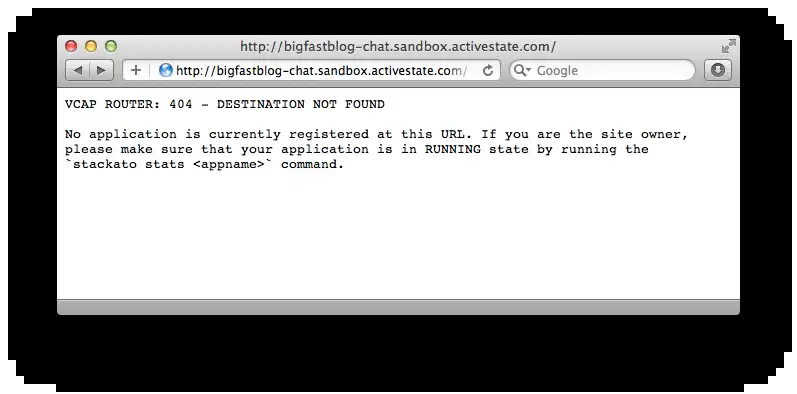 http://bigfastblog-chat.sandbox.activestate.com/
http://bigfastblog-chat.sandbox.activestate.com/
Google
VCAP ROUTER: 404 - DESTINATION NOT FOUND
No application is currently registered at this URL. If you are the site owner,
please make sure that your application is in RUNNING state by running the
`stackato stats <appname>` command.